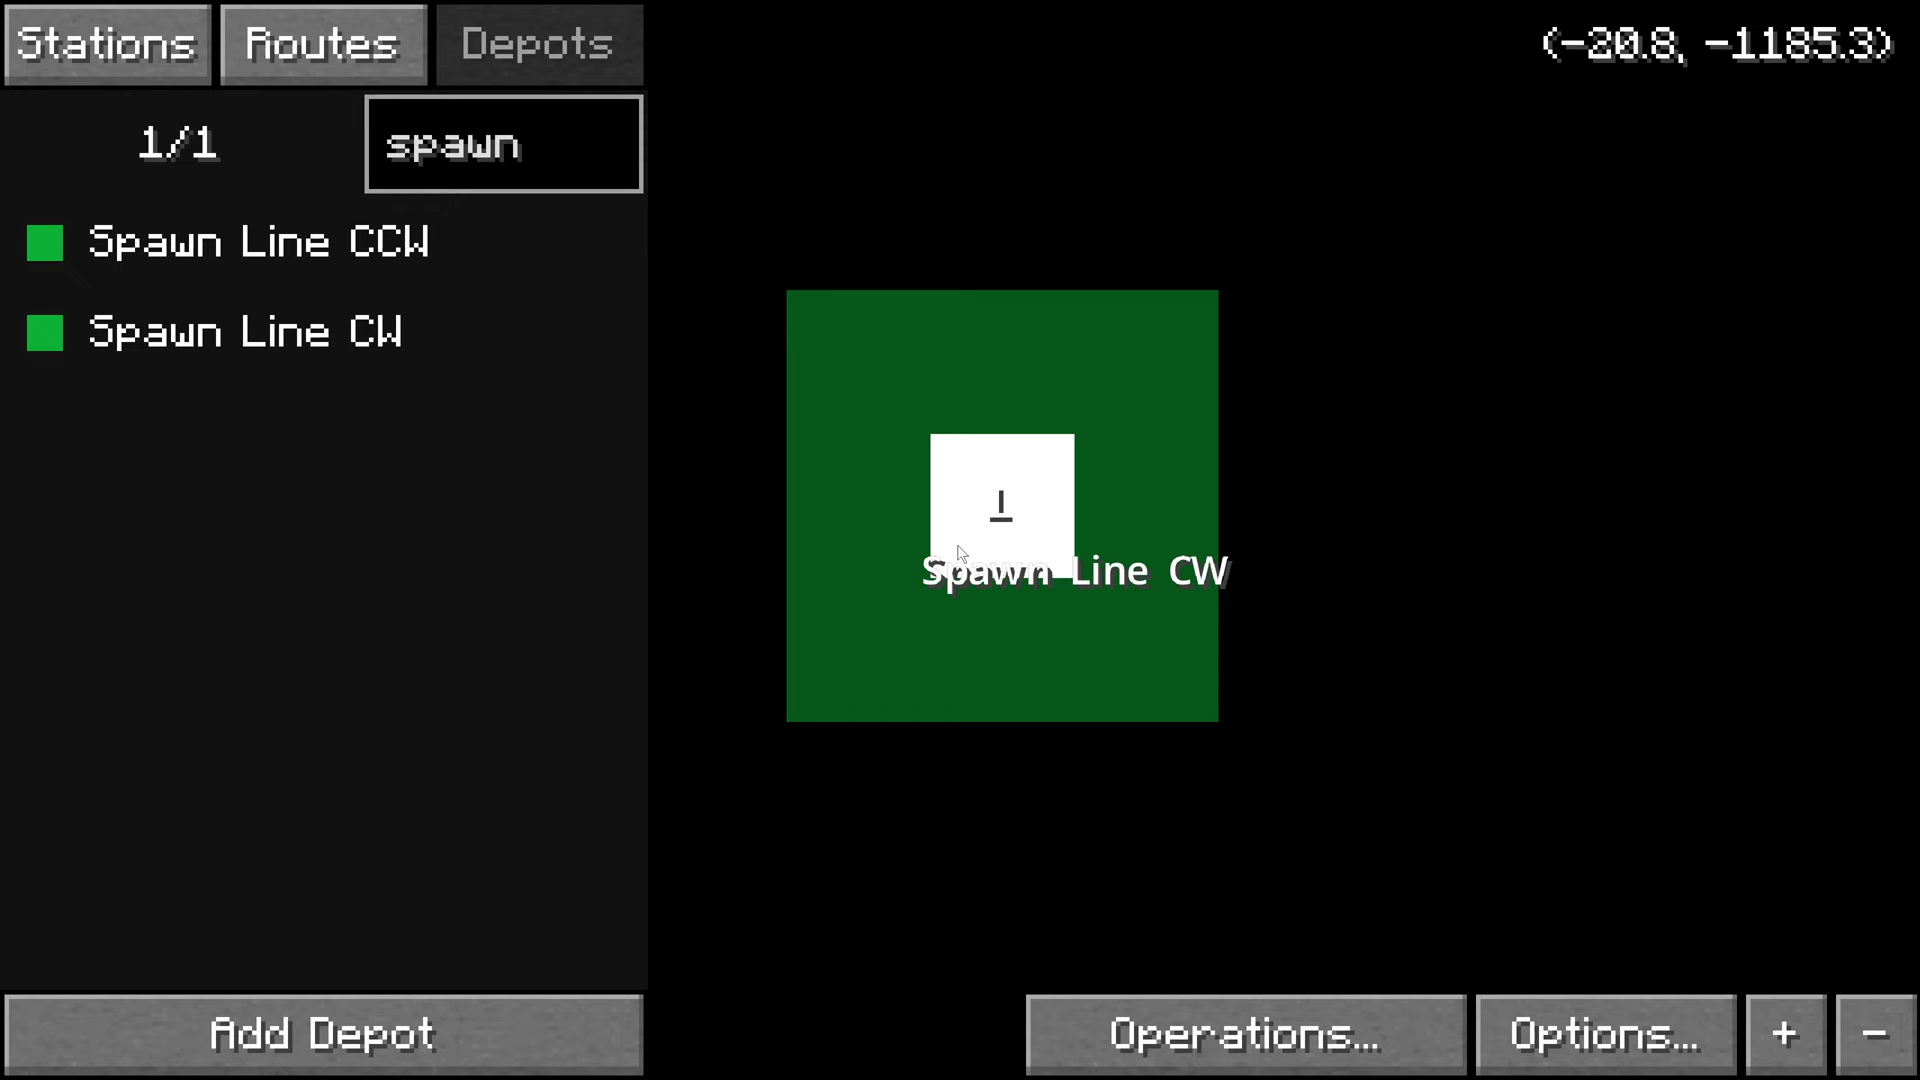 Stations Routes Depots
(-20.8, -1185.3)
1/1
spawn
Spawn Line CCW
Spawn Line CW
I
Spawn Line CW
Add Depot
Operations...
Options...
+
-